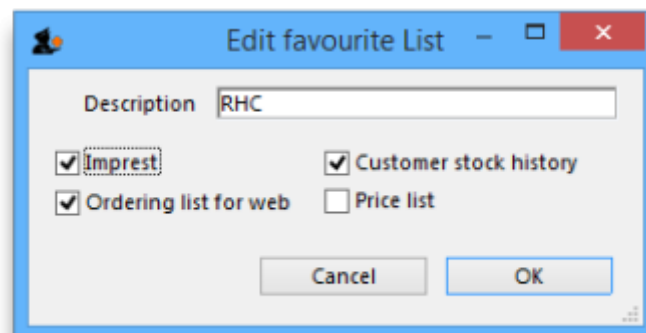 Edit favourite List
Description RHC
Imprest Customer stock history
Ordering list for web Price list
Cancel OK